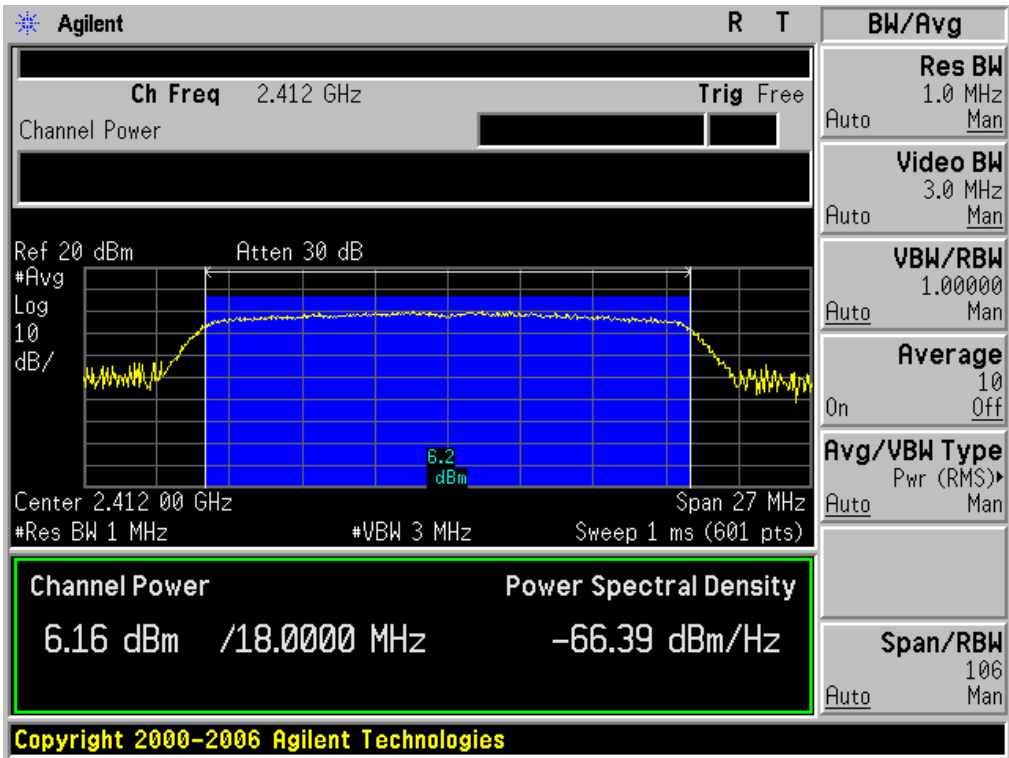 Agilent R T
Ch Freq 2.412 GHz Trig Free
Channel Power
Ref 20 dBm Atten 30 dB
#Avg
Log
10
dB/
6.2
dBm
Center 2.412 00 GHz Span 27 MHz
#Res BW 1 MHz #VBW 3 MHz Sweep 1 ms (601 pts)
Channel Power Power Spectral Density
6.16 dBm /18.0000 MHz -66.39 dBm/Hz
Copyright 2000-2006 Agilent Technologies
BW/Avg
Res BW
1.0 MHz
Auto Man
Video BW
3.0 MHz
Auto Man
VBW/RBW
1.00000
Auto Man
Average
10
On Off
Avg/VBW Type
Pwr (RMS)▸
Auto Man
Span/RBW
106
Auto Man